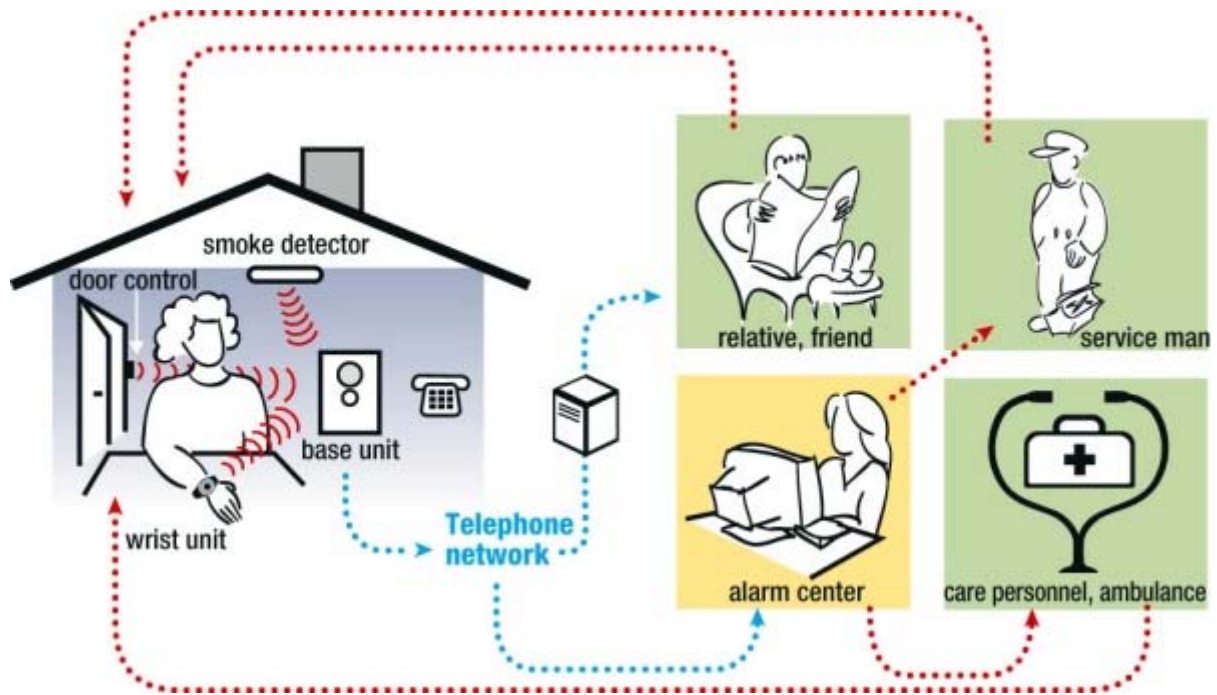 smoke detector
door control
base unit
wrist unit
Telephone
network
relative, friend
service man
alarm center
care personnel, ambulance